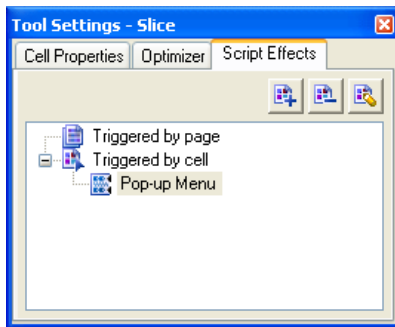 Tool Settings - Slice
Cell Properties Optimizer Script Effects
Triggered by page
Triggered by cell
Pop-up Menu